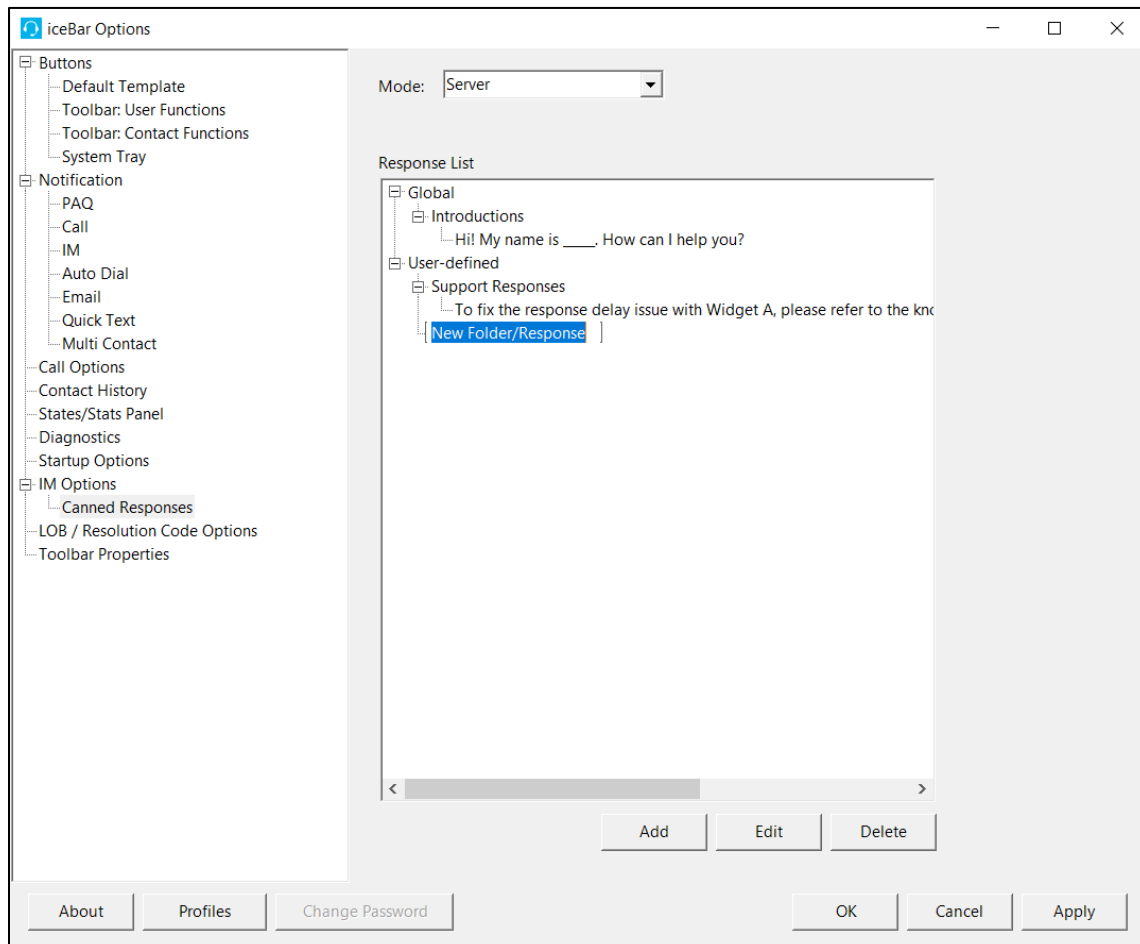 iceBar Options
Buttons
Default Template
Toolbar: User Functions
Toolbar: Contact Functions
System Tray
Notification
PAQ
Call
IM
Auto Dial
Email
Quick Text
Multi Contact
Call Options
Contact History
States/Stats Panel
Diagnostics
Startup Options
IM Options
Canned Responses
LOB / Resolution Code Options
Toolbar Properties
Mode: Server
Response List
Global
Introductions
Hi! My name is ____. How can I help you?
User-defined
Support Responses
To fix the response delay issue with Widget A, please refer to the
New Folder/Response
Add Edit Delete
About Profiles Change Password OK Cancel Apply